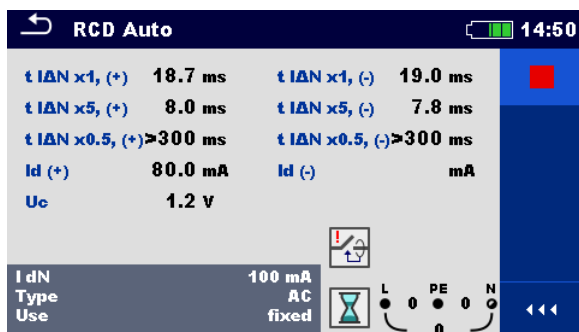 RCD Auto 14:50
t IΔN x1, (+) 18.7 ms t IΔN x1, (-) 19.0 ms
t IΔN x5, (+) 8.0 ms t IΔN x5, (-) 7.8 ms
t IΔN x0.5, (+) >300 ms t IΔN x0.5, (-) >300 ms
Id (+) 80.0 mA Id (-) mA
Uc 1.2 V
I dN 100 mA
Type AC
Use fixed
L PE N
0 0
0